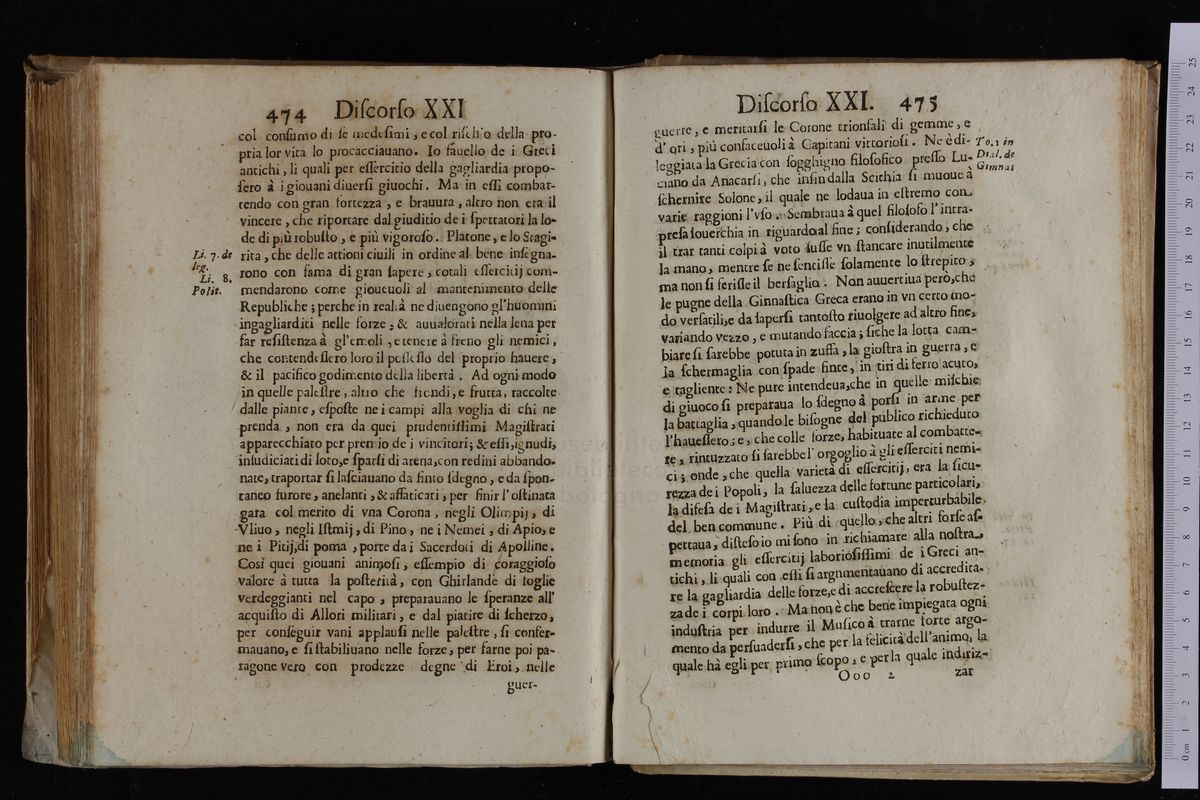 474 Diſcorſo XXI
col conſumo di ſe medeſimi, e col riſchio della pro-
pria lor vita lo procacciauano. Io fauello de i Greci
antichi, li quali per eſſercitio della gagliardia propo-
ſero à i giouani diuerſi giuochi. Ma in eſſi combat-
tendo con gran fortezza, e brauura, altro non era il
vincere, che riportare dal giuditio de i ſpettatori la lo-
de di più robuſto, e più vigoroſo. Platone, e lo Stagi-
Li. 7. de
leg.
Li. 8.
Polit.
rita, che delle attioni ciuili in ordine al bene inſegna-
rono con fama di gran ſapere, cotali eſſercitij com-
mendarono come gioueuoli al mantenimento delle
Republiche; perche in realtà ne diuengono gl'huomini
ingagliarditi nelle forze, & auualorati nella lena per
far reſiſtenza à gl'emoli, e tenere à freno gli nemici,
che contendeſſero loro il poſſeſſo del proprio hauere,
& il pacifico godimento della libertà. Ad ogni modo
in quelle paleſtre, altro che frondi, e frutta, raccolte
dalle piante, eſpoſte ne i campi alla voglia di chi ne
prenda, non era da quei prudentiſſimi Magiſtrati
apparecchiato per premio de i vincitori; & eſſi, ignudi,
inſudiciati di loto, e ſparſi di arena, con redini abbando-
nate, traportar ſi laſciauano da finto ſdegno, e da ſpon-
taneo furore, anelanti, & affaticati, per finir l'oſtinata
gara col merito di vna Corona, negli Olimpij, di
Vliuo, negli Iſtmij, di Pino, ne i Nemei, di Apio, e
ne i Pitij, di poma, porte da i Sacerdoti di Apolline.
Così quei giouani animoſi, eſſempio di coraggioſo
valore à tutta la poſterità, con Ghirlande di foglie
verdeggianti nel capo, preparauano le ſperanze all'
acquiſto di Allori militari, e dal piatire di ſcherzo,
per conſeguir vani applauſi nelle paleſtre, ſi confer-
mauano, e ſi ſtabiliuano nelle forze, per farne poi pa-
ragone vero con prodezze degne di Eroi, nelle
guer-
Diſcorſo XXI. 475
guerre, e meritarſi le Corone trionfali di gemme, e
d'ori, più confaceuoli à Capitani vittorioſi. Ne è di-
leggiata la Grecia con ſogghigno filoſofico preſſo Lu-
To. 1 in
Dial. de
Gimnas
ciano da Anacarſi, che inſin dalla Scithia ſi muoue à
ſchernire Solone, il quale ne lodaua in eſtremo con
varie raggioni l'vſo. Sembraua à quel filoſofo l'intra-
preſa ſouerchia in riguardo al fine; conſiderando, che
il trar tanti colpi à voto fuſſe vn ſtancare inutilmente
la mano, mentre ſe ne ſentiſſe ſolamente lo ſtrepito,
ma non ſi feriſſe il berſaglio. Non auuertiua però, che
le pugne della Ginnaſtica Greca erano in vn certo mo-
do verſatili, e da ſaperſi tantoſto riuolgere ad altro fine,
variando vezzo, e mutando faccia; ſiche la lotta cam-
biare ſi ſarebbe potuta in zuffa, la gioſtra in guerra, e
la ſchermaglia con ſpade finte, in tiri di ferro acuto,
e tagliente: Ne pure intendeua, che in quelle miſchie
di giuoco ſi preparaua lo ſdegno à porſi in arme per
la battaglia, quando le biſogne del publico richieduto
l'haueſſero; e, che colle forze, habituate al combatte-
re, rintuzzato ſi ſarebbe l'orgoglio à gli eſſerciti nemi-
ci; onde, che quella varietà di eſſercitij, era la ſicu-
rezza de i Popoli, la ſaluezza delle fortune particolari,
la difeſa de i Magiſtrati, e la cuſtodia imperturbabile
del ben commune. Più di quello, che altri forſe aſ-
pettaua, diſteſo io mi ſono in richiamare alla noſtra
memoria gli eſſercitij laborioſiſſimi de i Greci an-
tichi, li quali con eſſi ſi argumentauano di accredita-
re la gagliardia delle forze, e di accreſcere la robuſtez-
za de i corpi loro. Ma non è che bene impiegata ogni
induſtria per indurre il Muſico à trarne forte argo-
mento da perſuaderſi, che per la felicità dell'animo, la
quale hà egli per primo ſcopo, e per la quale indiriz-
Ooo 2 zar